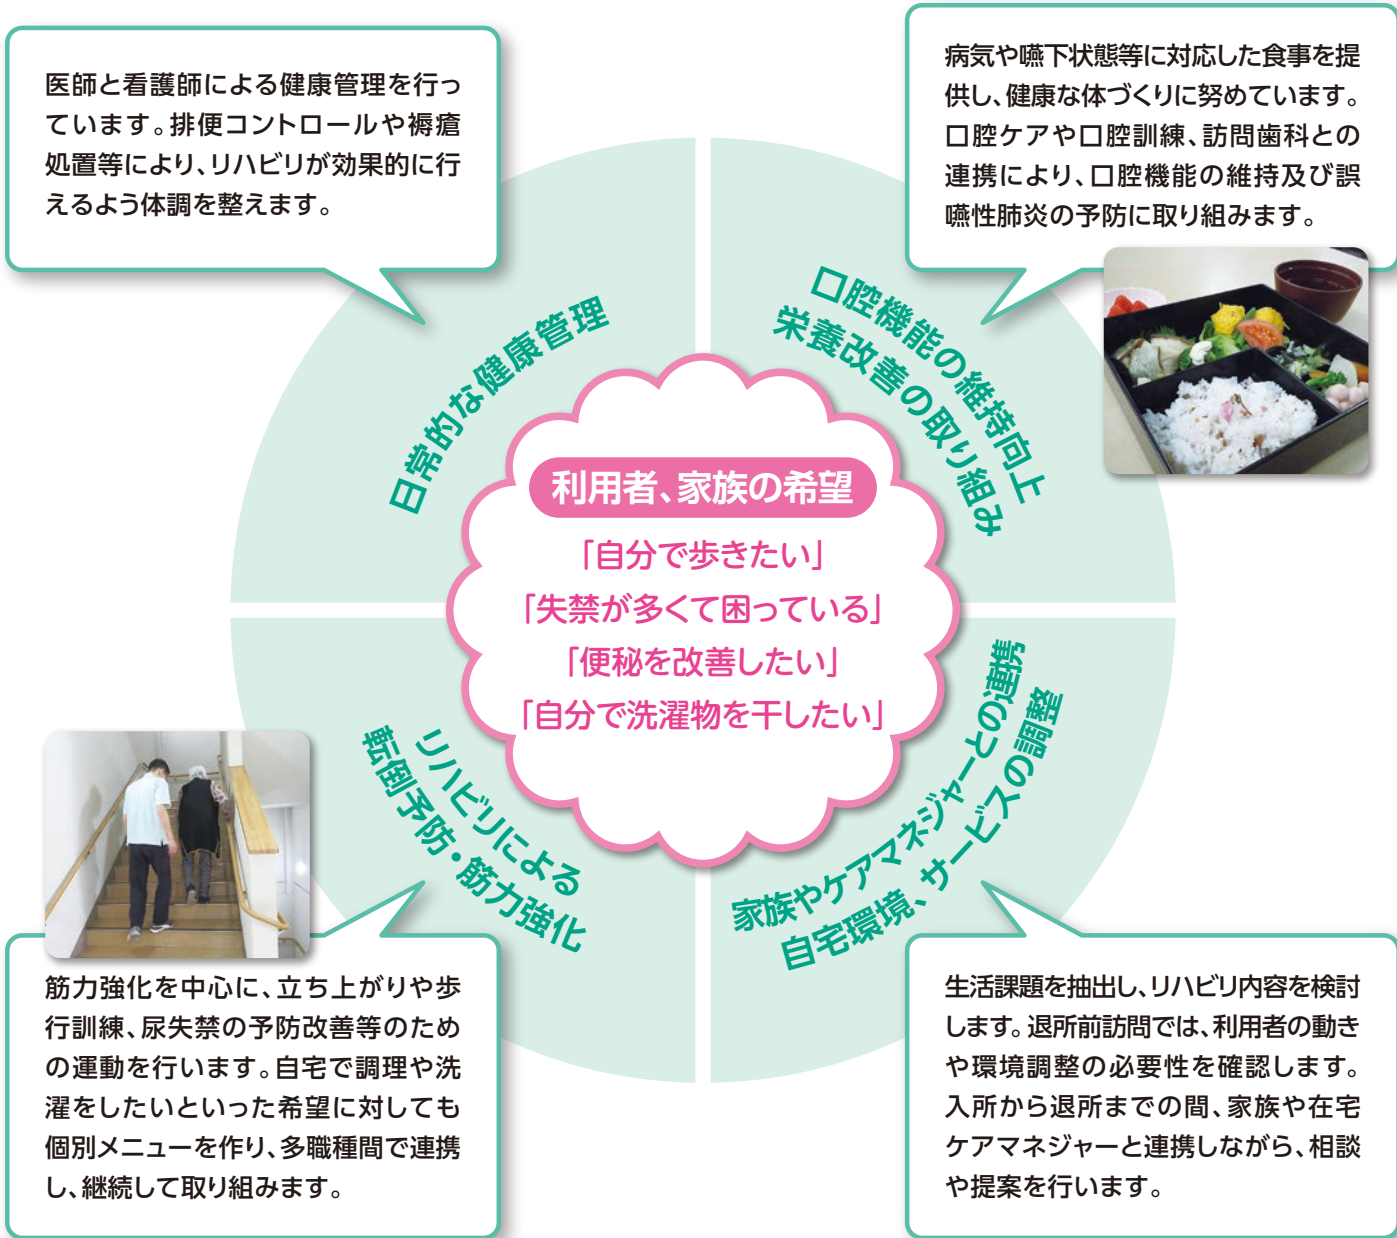 医師と看護師による健康管理を行っ
ています。排便コントロールや褥瘡
処置等により、リハビリが効果的に行
えるよう体調を整えます。
病気や嚥下状態等に対応した食事を提
供し、健康な体づくりに努めています。
口腔ケアや口腔訓練、訪問歯科との
連携により、口腔機能の維持及び誤
嚥性肺炎の予防に取り組みます。
日常的な健康管理
口腔機能の維持向上
栄養改善の取り組み
利用者、家族の希望
「自分で歩きたい」
「失禁が多くて困っている」
「便秘を改善したい」
「自分で洗濯物を干したい」
リハビリによる
転倒予防・筋力強化
家族やケアマネジャーとの連携
自宅環境、サービスの調整
筋力強化を中心に、立ち上がりや歩
行訓練、尿失禁の予防改善等のため
の運動を行います。自宅で調理や洗
濯をしたいといった希望に対しても
個別メニューを作り、多職種間で連携
し、継続して取り組みます。
生活課題を抽出し、リハビリ内容を検討
します。退所前訪問では、利用者の動き
や環境調整の必要性を確認します。
入所から退所までの間、家族や在宅
ケアマネジャーと連携しながら、相談
や提案を行います。